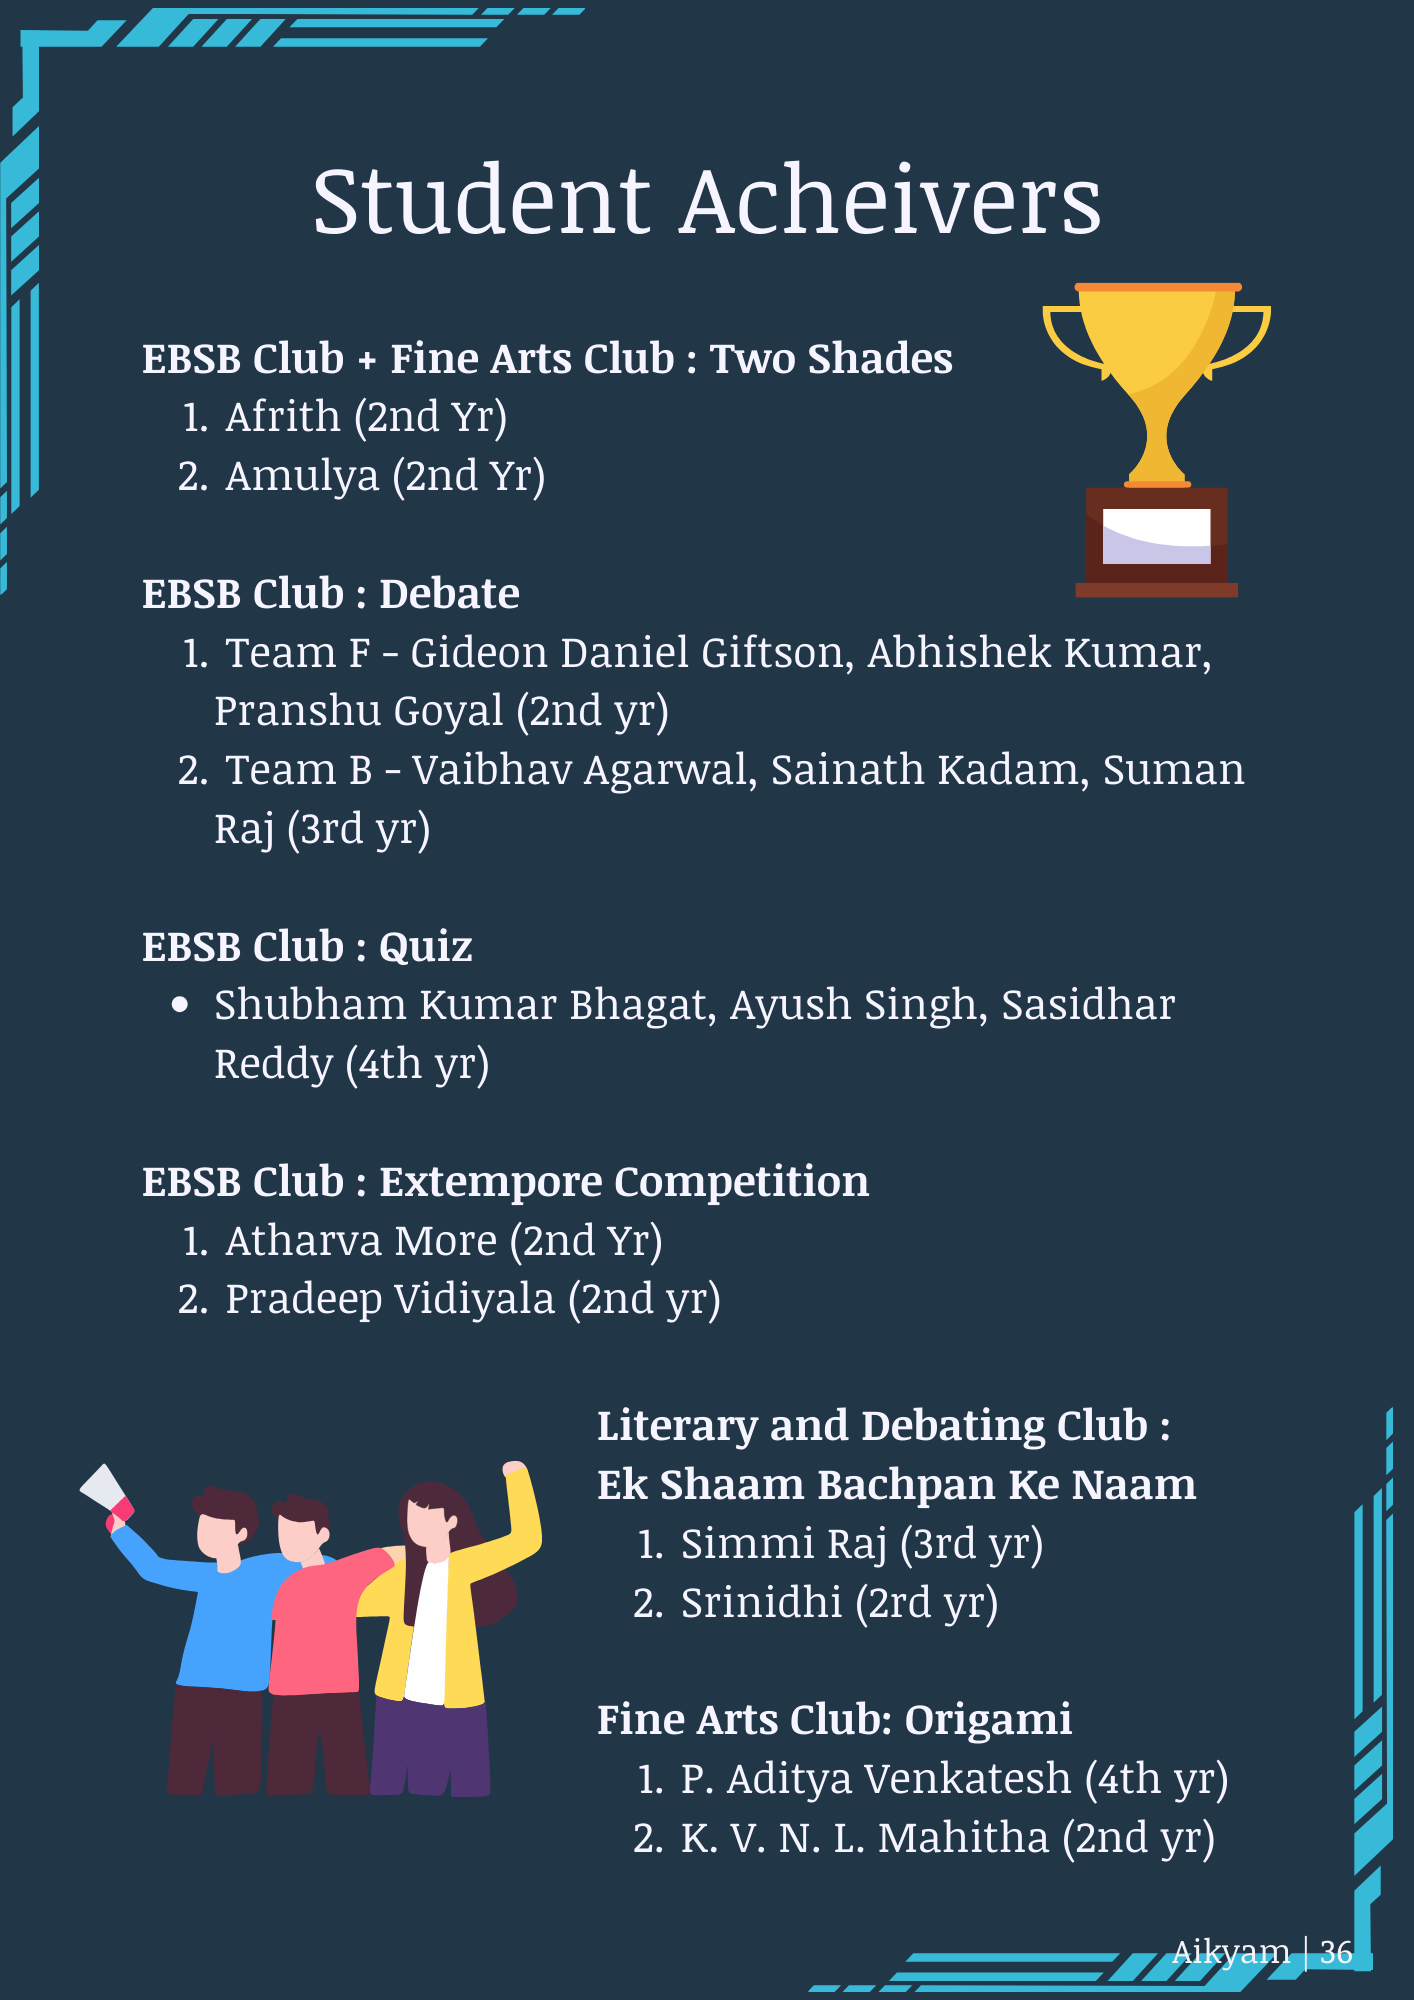 Student Acheivers
EBSB Club + Fine Arts Club : Two Shades
1. Afrith (2nd Yr)
2. Amulya (2nd Yr)
EBSB Club : Debate
1. Team F - Gideon Daniel Giftson, Abhishek Kumar,
Pranshu Goyal (2nd yr)
2. Team B - Vaibhav Agarwal, Sainath Kadam, Suman
Raj (3rd yr)
EBSB Club : Quiz
• Shubham Kumar Bhagat, Ayush Singh, Sasidhar
Reddy (4th yr)
EBSB Club : Extempore Competition
1. Atharva More (2nd Yr)
2. Pradeep Vidiyala (2nd yr)
Literary and Debating Club :
Ek Shaam Bachpan Ke Naam
1. Simmi Raj (3rd yr)
2. Srinidhi (2rd yr)
Fine Arts Club: Origami
1. P. Aditya Venkatesh (4th yr)
2. K. V. N. L. Mahitha (2nd yr)
Aikyam | 36